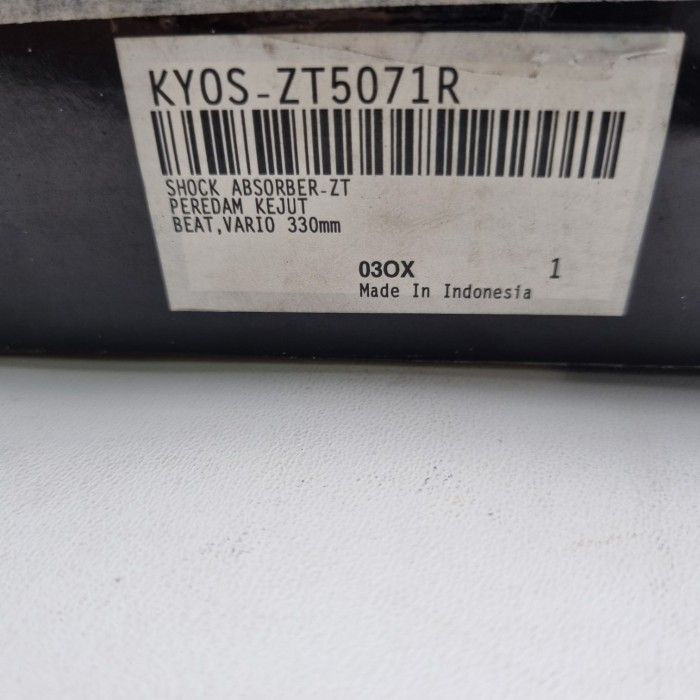 KYOS-ZT5071R
SHOCK ABSORBER-ZT
PEREDAM KEJUT
BEAT,VARIO 330mm
03OX 1
Made In Indonesia